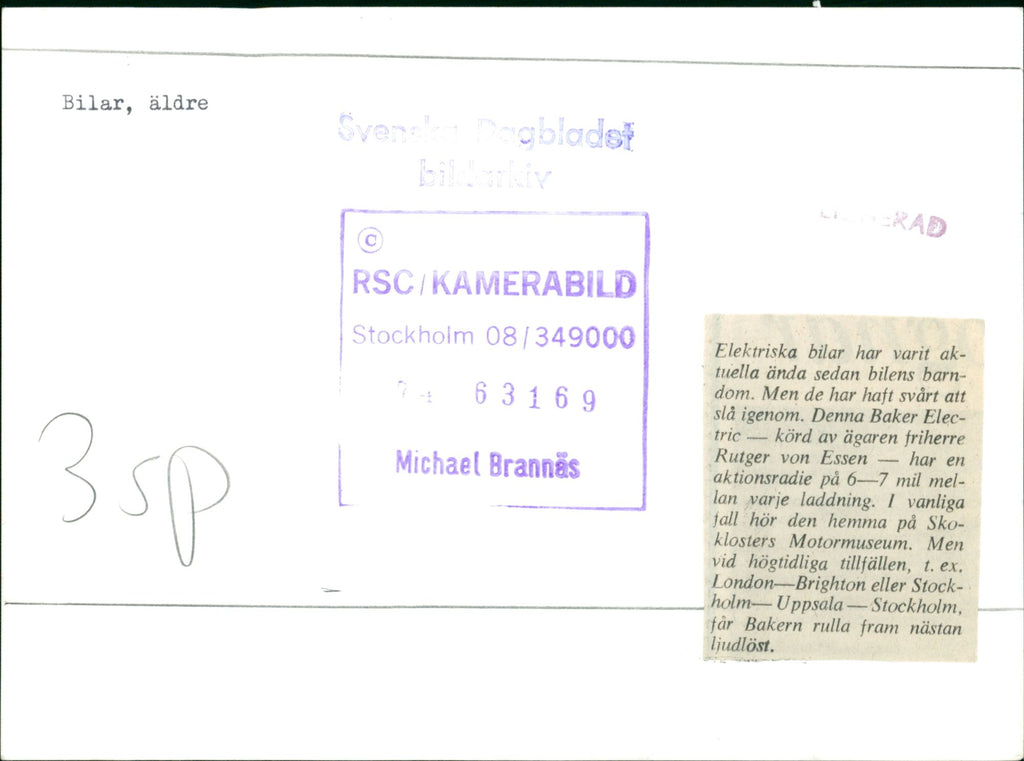 Bilar, äldre
Svenska Dagbladet
bildarkiv
©
RSC/KAMERABILD
Stockholm 08/349000
63169
Michael Brannäs
3 sp
Elektriska bilar har varit ak-
tuella ända sedan bilens barn-
dom. Men de har haft svårt att
slå igenom. Denna Baker Elec-
tric — körd av ägaren friherre
Rutger von Essen — har en
aktionsradie på 6—7 mil mel-
lan varje laddning. I vanliga
fall hör den hemma på Sko-
klosters Motormuseum. Men
vid högtidliga tillfällen, t. ex.
London—Brighton eller Stock-
holm— Uppsala — Stockholm,
får Bakern rulla fram nästan
ljudlöst.